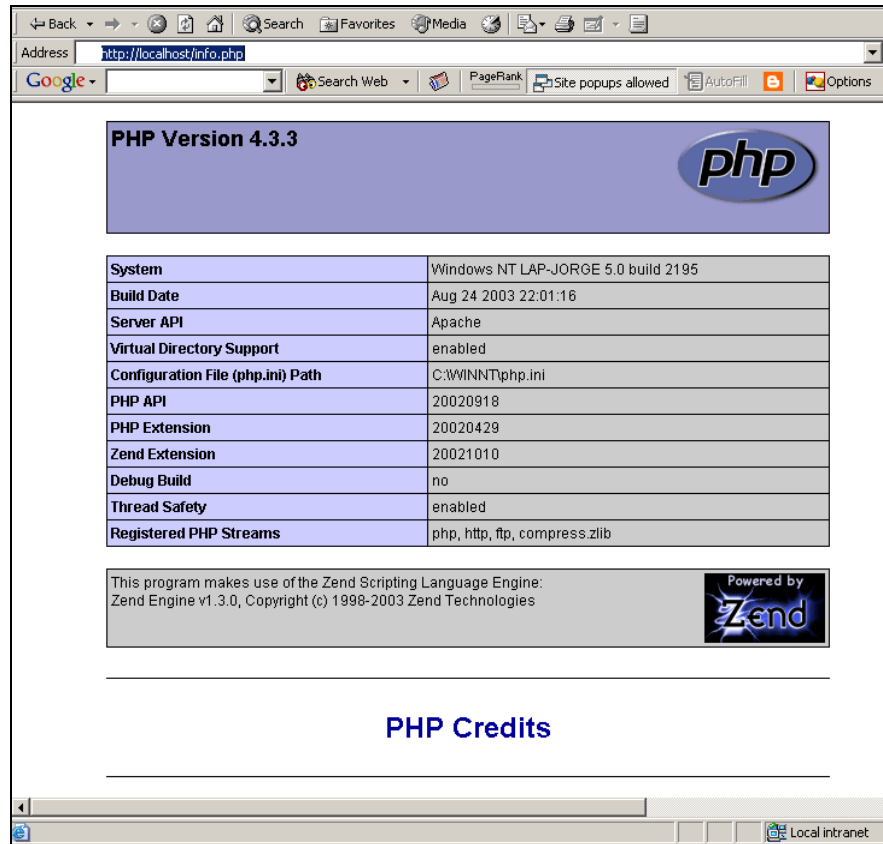 Back Search Favorites Media
Address http://localhost/info.php
Google Search Web PageRank Site popups allowed AutoFill Options
PHP Version 4.3.3
php
System Windows NT LAP-JORGE 5.0 build 2195
Build Date Aug 24 2003 22:01:16
Server API Apache
Virtual Directory Support enabled
Configuration File (php.ini) Path C:\WINNT\php.ini
PHP API 20020918
PHP Extension 20020429
Zend Extension 20021010
Debug Build no
Thread Safety enabled
Registered PHP Streams php, http, ftp, compress.zlib
This program makes use of the Zend Scripting Language Engine:
Zend Engine v1.3.0, Copyright (c) 1998-2003 Zend Technologies
Powered by
Zend
PHP Credits
Local intranet